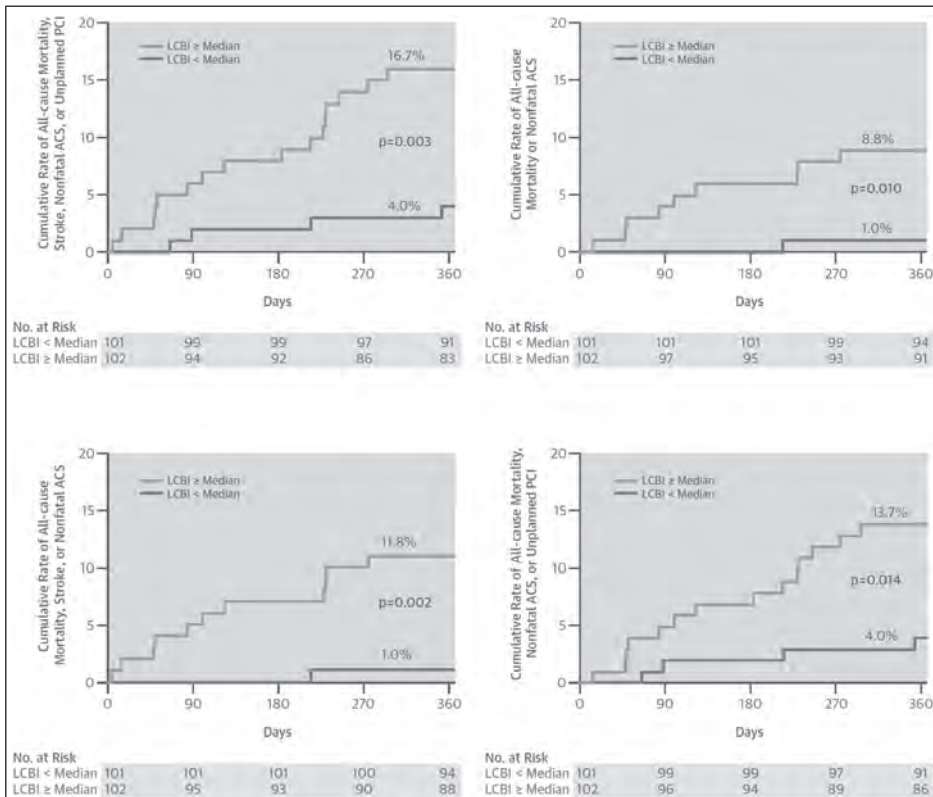 Cumulative Rate of All-cause Mortality,
Stroke, Nonfatal ACS, or Unplanned PCI
20
15
10
5
0
LCBI ≥ Median
LCBI < Median
16.7%
p=0.003
4.0%
0 90 180 270 360
Days
No. at Risk
LCBI < Median 101 99 99 97 91
LCBI ≥ Median 102 94 92 86 83
Cumulative Rate of All-cause
Mortality or Nonfatal ACS
20
15
10
5
0
LCBI ≥ Median
LCBI < Median
8.8%
p=0.010
1.0%
0 90 180 270 360
Days
No. at Risk
LCBI < Median 101 101 101 99 94
LCBI ≥ Median 102 97 95 93 91
Cumulative Rate of All-cause
Mortality, Stroke, or Nonfatal ACS
20
15
10
5
0
LCBI ≥ Median
LCBI < Median
11.8%
p=0.002
1.0%
0 90 180 270 360
Days
No. at Risk
LCBI < Median 101 101 101 100 94
LCBI ≥ Median 102 95 93 90 88
Cumulative Rate of All-cause Mortality,
Nonfatal ACS, or Unplanned PCI
20
15
10
5
0
LCBI ≥ Median
LCBI < Median
13.7%
p=0.014
4.0%
0 90 180 270 360
Days
No. at Risk
LCBI < Median 101 99 99 97 91
LCBI ≥ Median 102 96 94 89 86